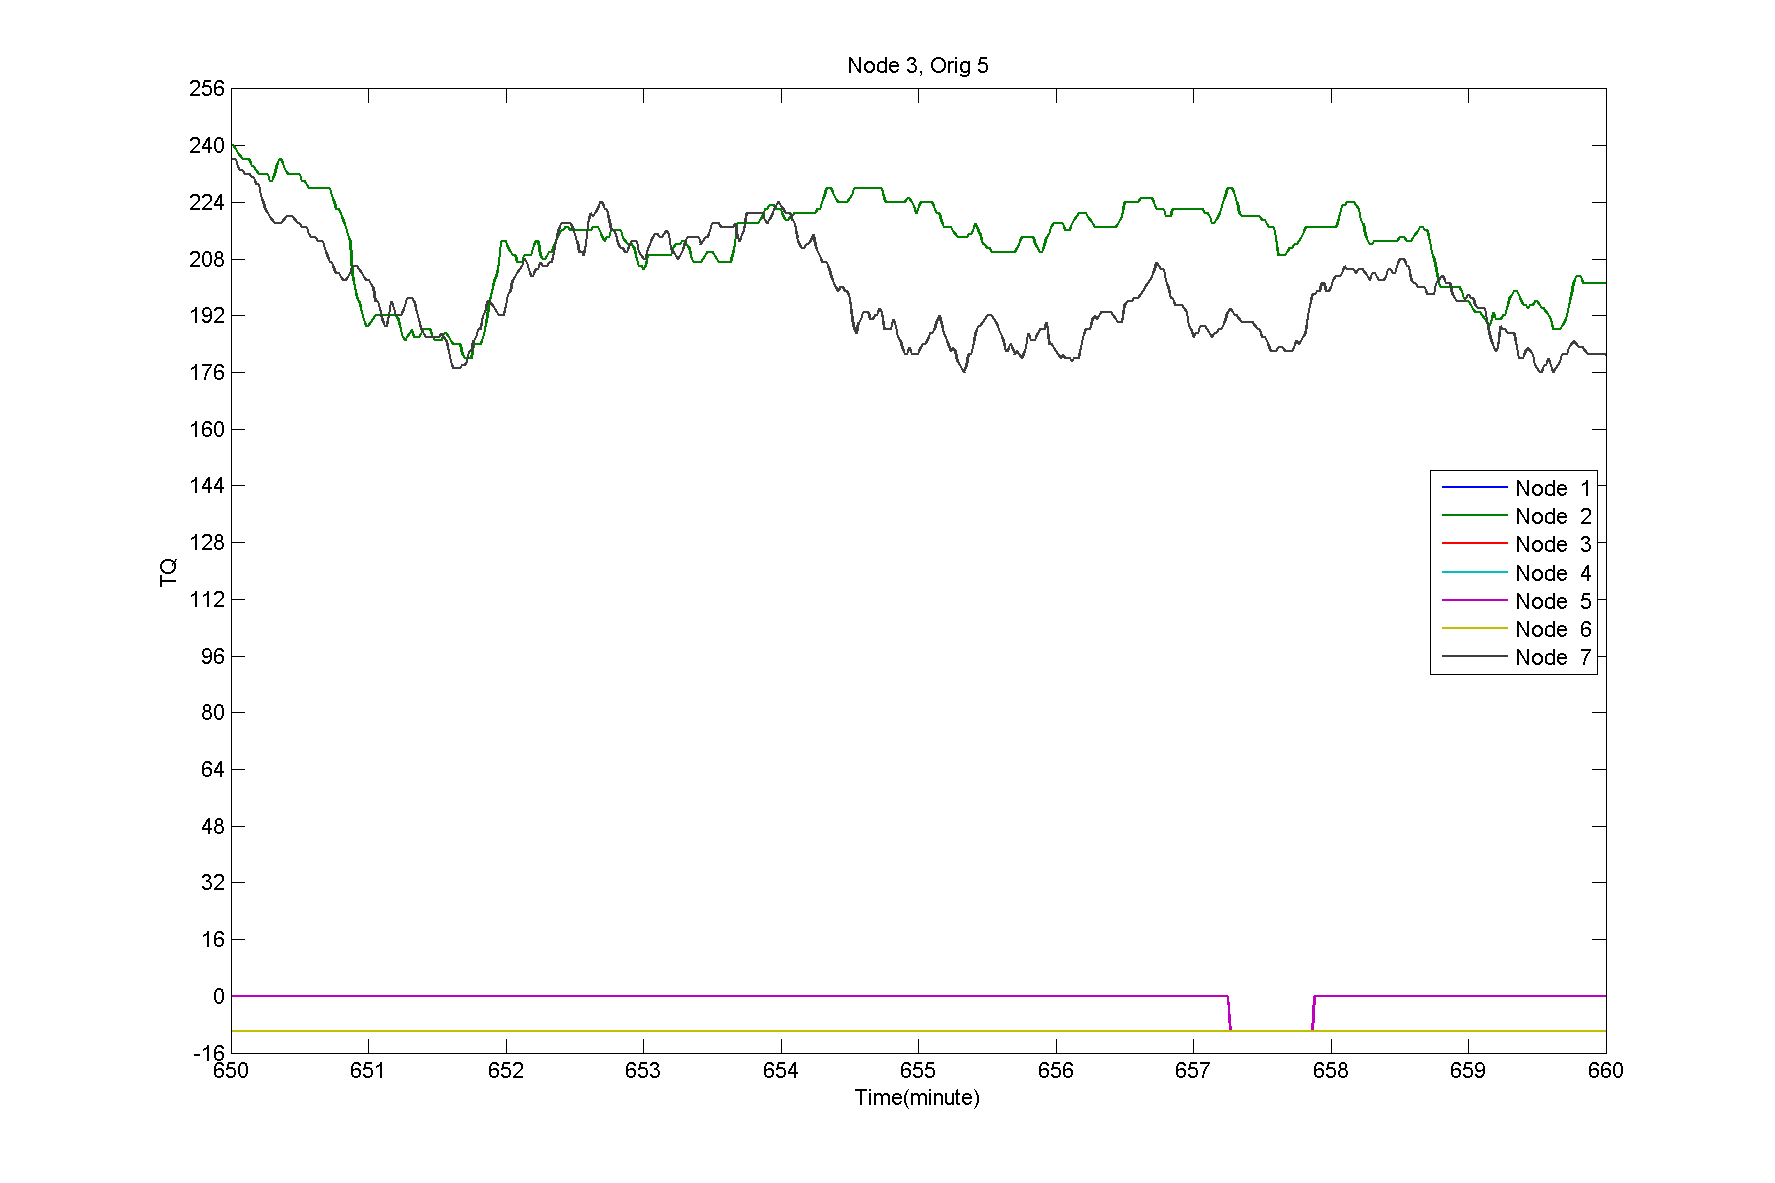 Node 3, Orig 5
256
240
224
208
192
176
160
144
128
112
96
80
64
48
32
16
0
-16
TQ
Node 1
Node 2
Node 3
Node 4
Node 5
Node 6
Node 7
650 651 652 653 654 655 656 657 658 659 660
Time(minute)